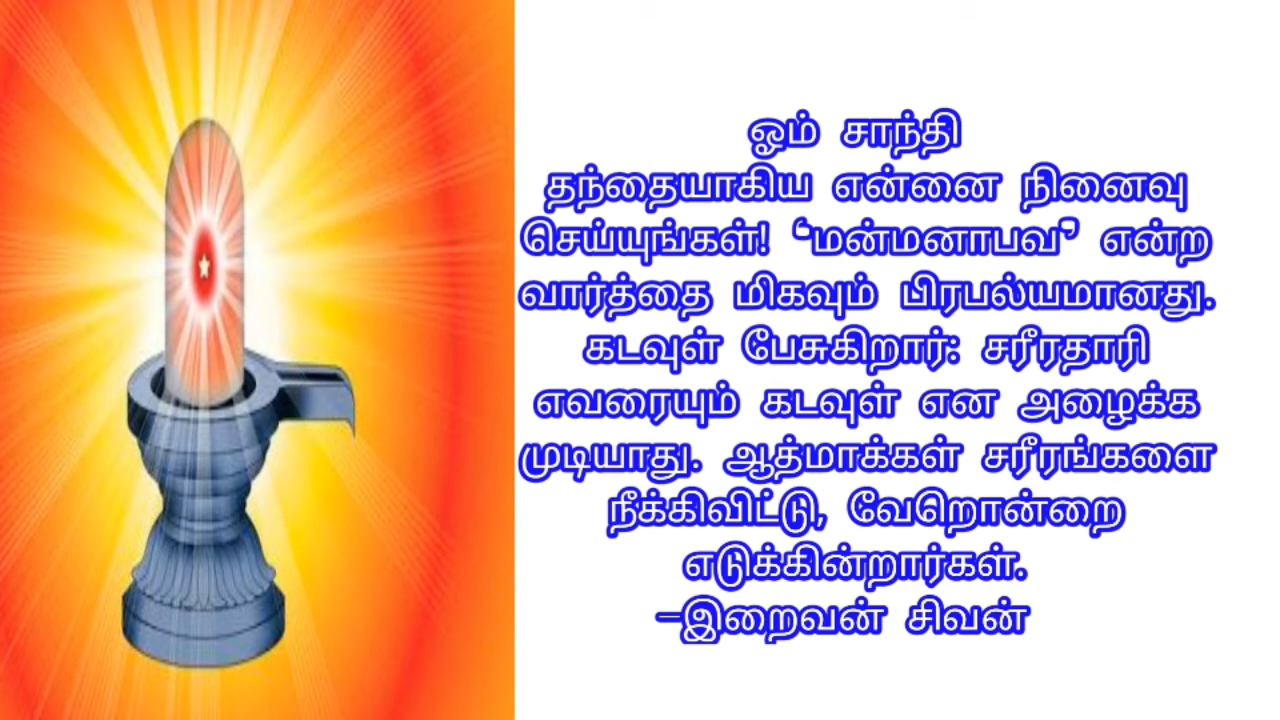 ஓம் சாந்தி
தந்தையாகிய என்னை நினைவு
செய்யுங்கள்! ‘மன்மனாபவ’ என்ற
வார்த்தை மிகவும் பிரபல்யமானது.
கடவுள் பேசுகிறார்: சரீரதாரி
எவரையும் கடவுள் என அழைக்க
முடியாது. ஆத்மாக்கள் சரீரங்களை
நீக்கிவிட்டு, வேறொன்றை
எடுக்கின்றார்கள்.
-இறைவன் சிவன்